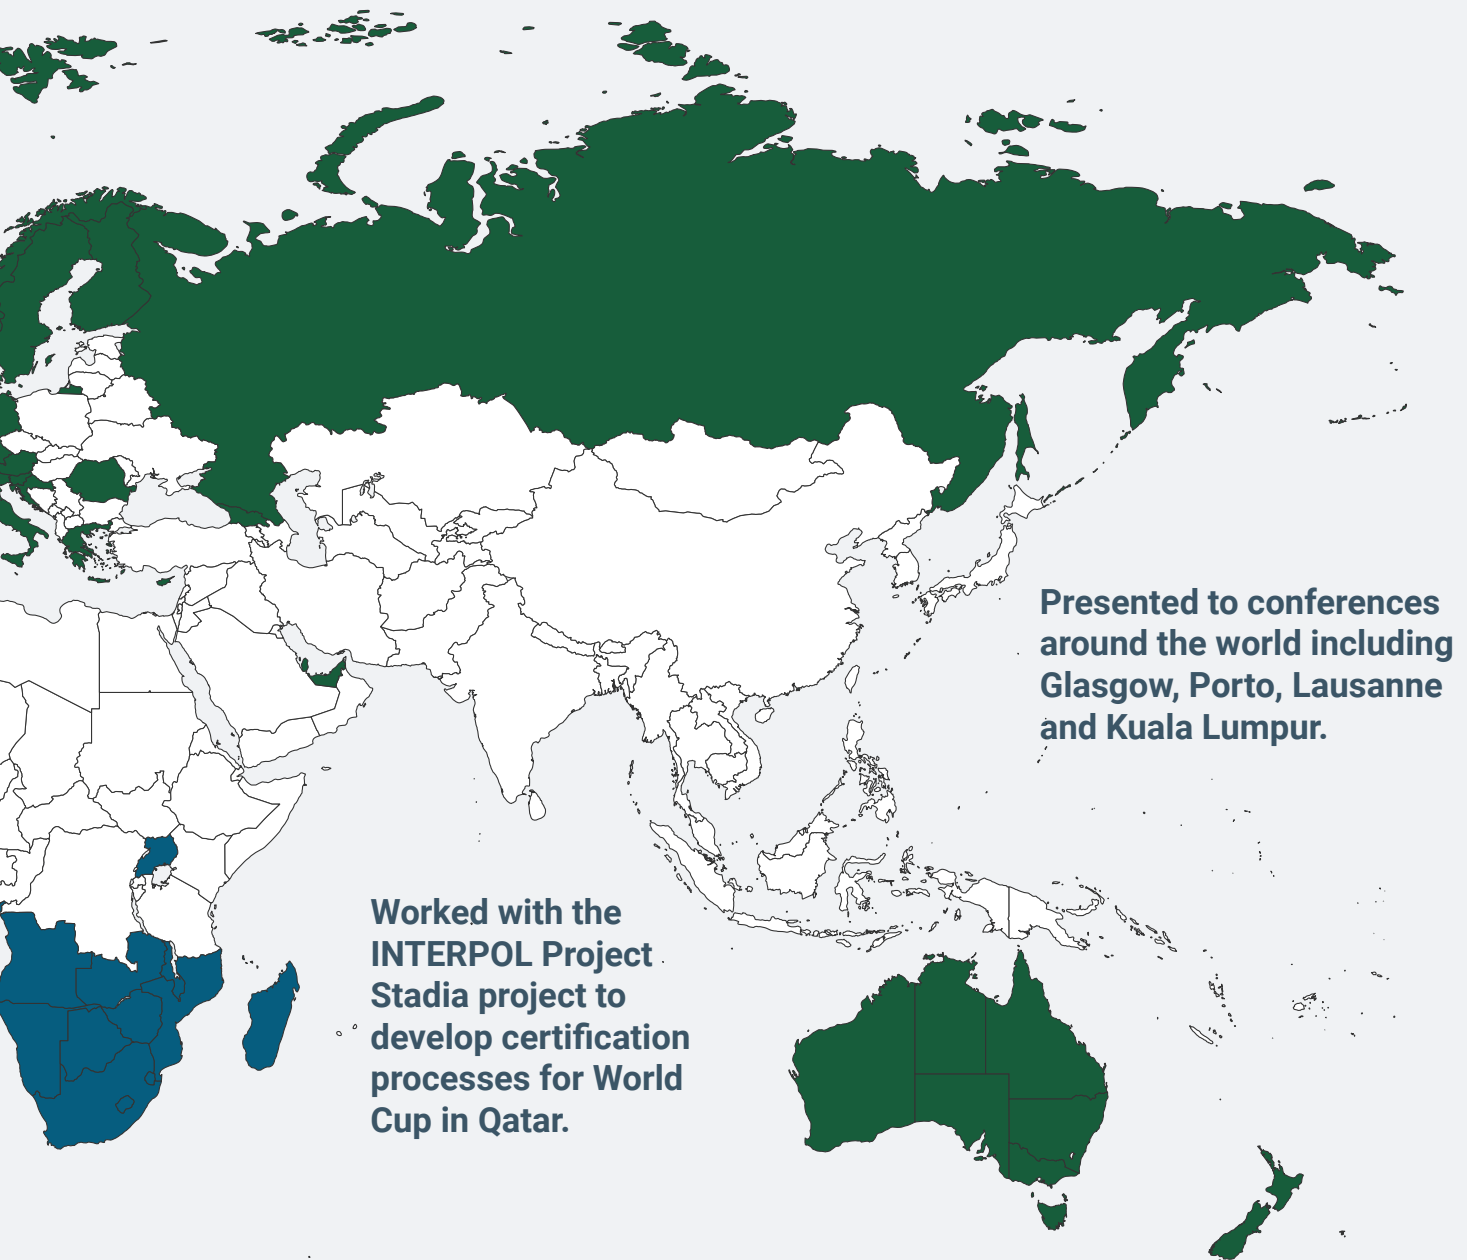 Presented to conferences
around the world including
Glasgow, Porto, Lausanne
and Kuala Lumpur.
Worked with the
INTERPOL Project
Stadia project to
develop certification
processes for World
Cup in Qatar.